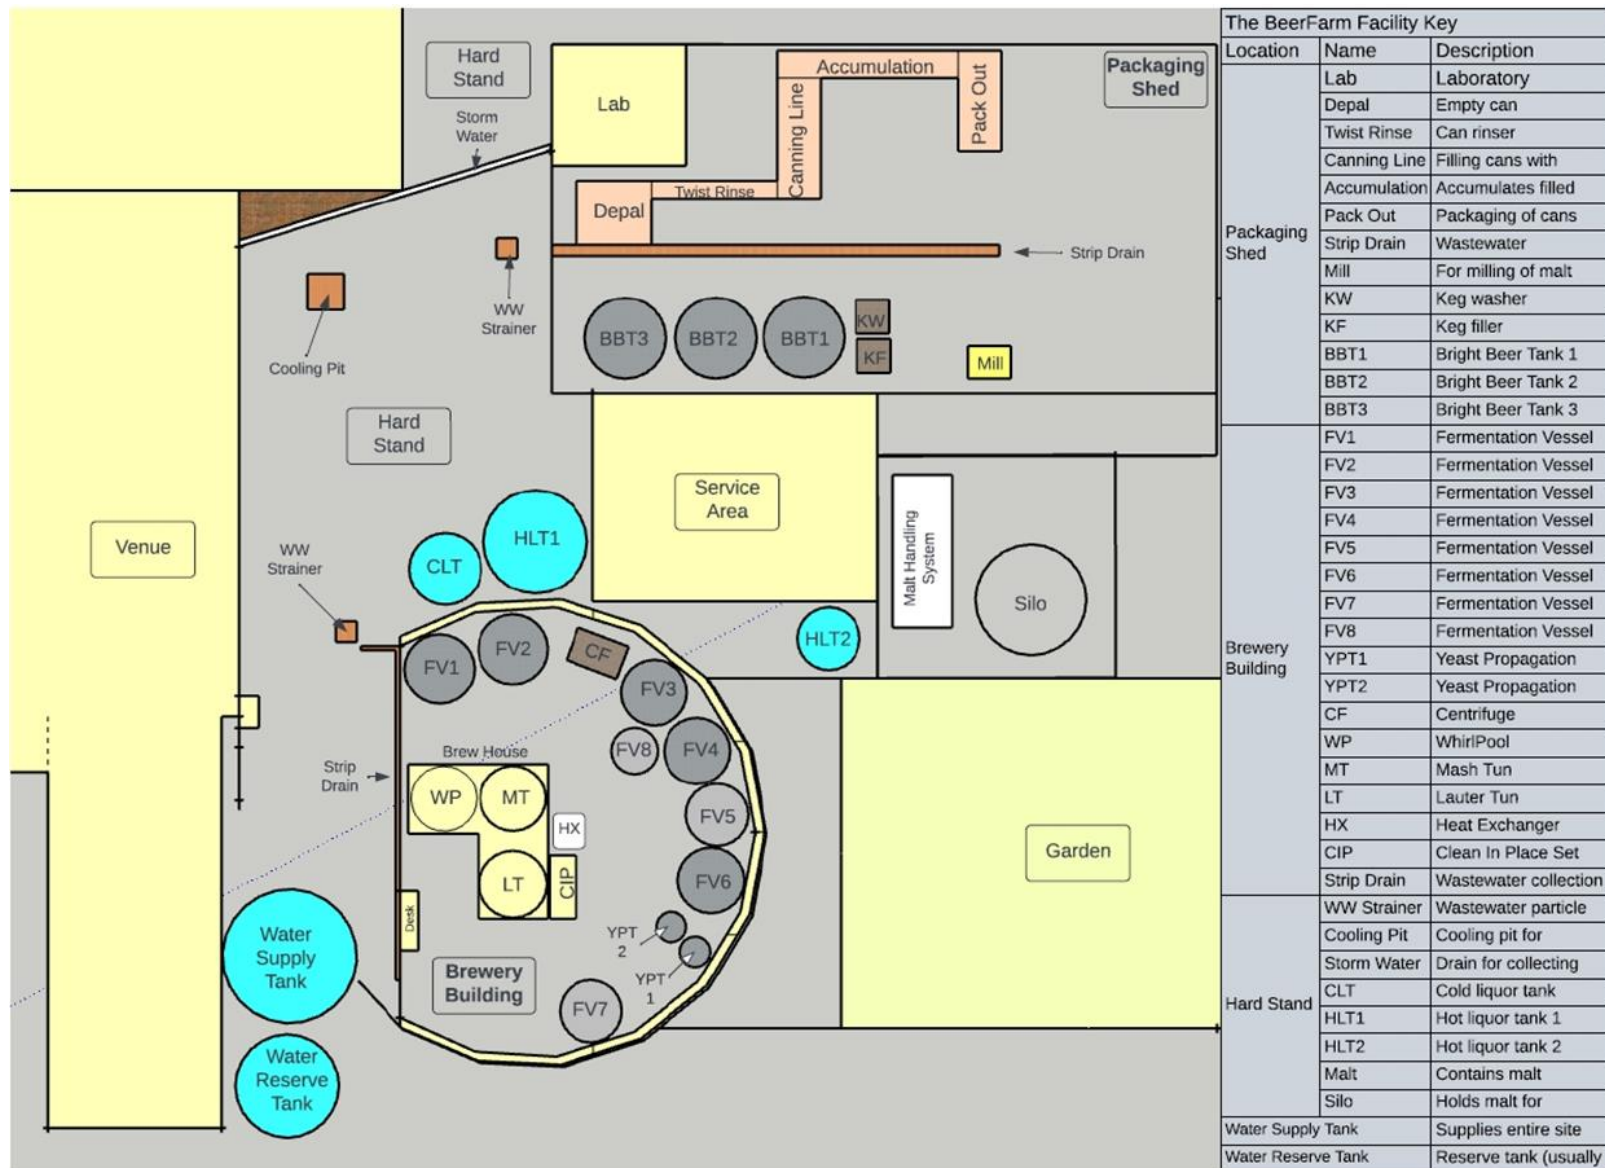 Hard
Stand
Storm
Water
Lab
Accumulation
Canning Line
Pack Out
Packaging
Shed
Twist Rinse
Depal
Strip Drain
WW
Strainer
Cooling Pit
BBT3
BBT2
BBT1
KW
KF
Mill
Hard
Stand
Service
Area
Venue
WW
Strainer
CLT
HLT1
HLT2
Malt Handling
System
Silo
FV1
FV2
CF
FV3
FV8
FV4
FV5
FV6
Brew House
WP
MT
HX
LT
CIP
Strip
Drain
Desk
YPT
2
YPT
1
FV7
Brewery
Building
Garden
Water
Supply
Tank
Water
Reserve
Tank
The BeerFarm Facility Key
Location Name Description
Packaging
Shed
Lab Laboratory
Depal Empty can
Twist Rinse Can rinser
Canning Line Filling cans with
Accumulation Accumulates filled
Pack Out Packaging of cans
Strip Drain Wastewater
Mill For milling of malt
KW Keg washer
KF Keg filler
BBT1 Bright Beer Tank 1
BBT2 Bright Beer Tank 2
BBT3 Bright Beer Tank 3
Brewery
Building
FV1 Fermentation Vessel
FV2 Fermentation Vessel
FV3 Fermentation Vessel
FV4 Fermentation Vessel
FV5 Fermentation Vessel
FV6 Fermentation Vessel
FV7 Fermentation Vessel
FV8 Fermentation Vessel
YPT1 Yeast Propagation
YPT2 Yeast Propagation
CF Centrifuge
WP WhirlPool
MT Mash Tun
LT Lauter Tun
HX Heat Exchanger
CIP Clean In Place Set
Strip Drain Wastewater collection
Hard Stand
WW Strainer Wastewater particle
Cooling Pit Cooling pit for
Storm Water Drain for collecting
CLT Cold liquor tank
HLT1 Hot liquor tank 1
HLT2 Hot liquor tank 2
Malt Contains malt
Silo Holds malt for
Water Supply Tank Supplies entire site
Water Reserve Tank Reserve tank (usually